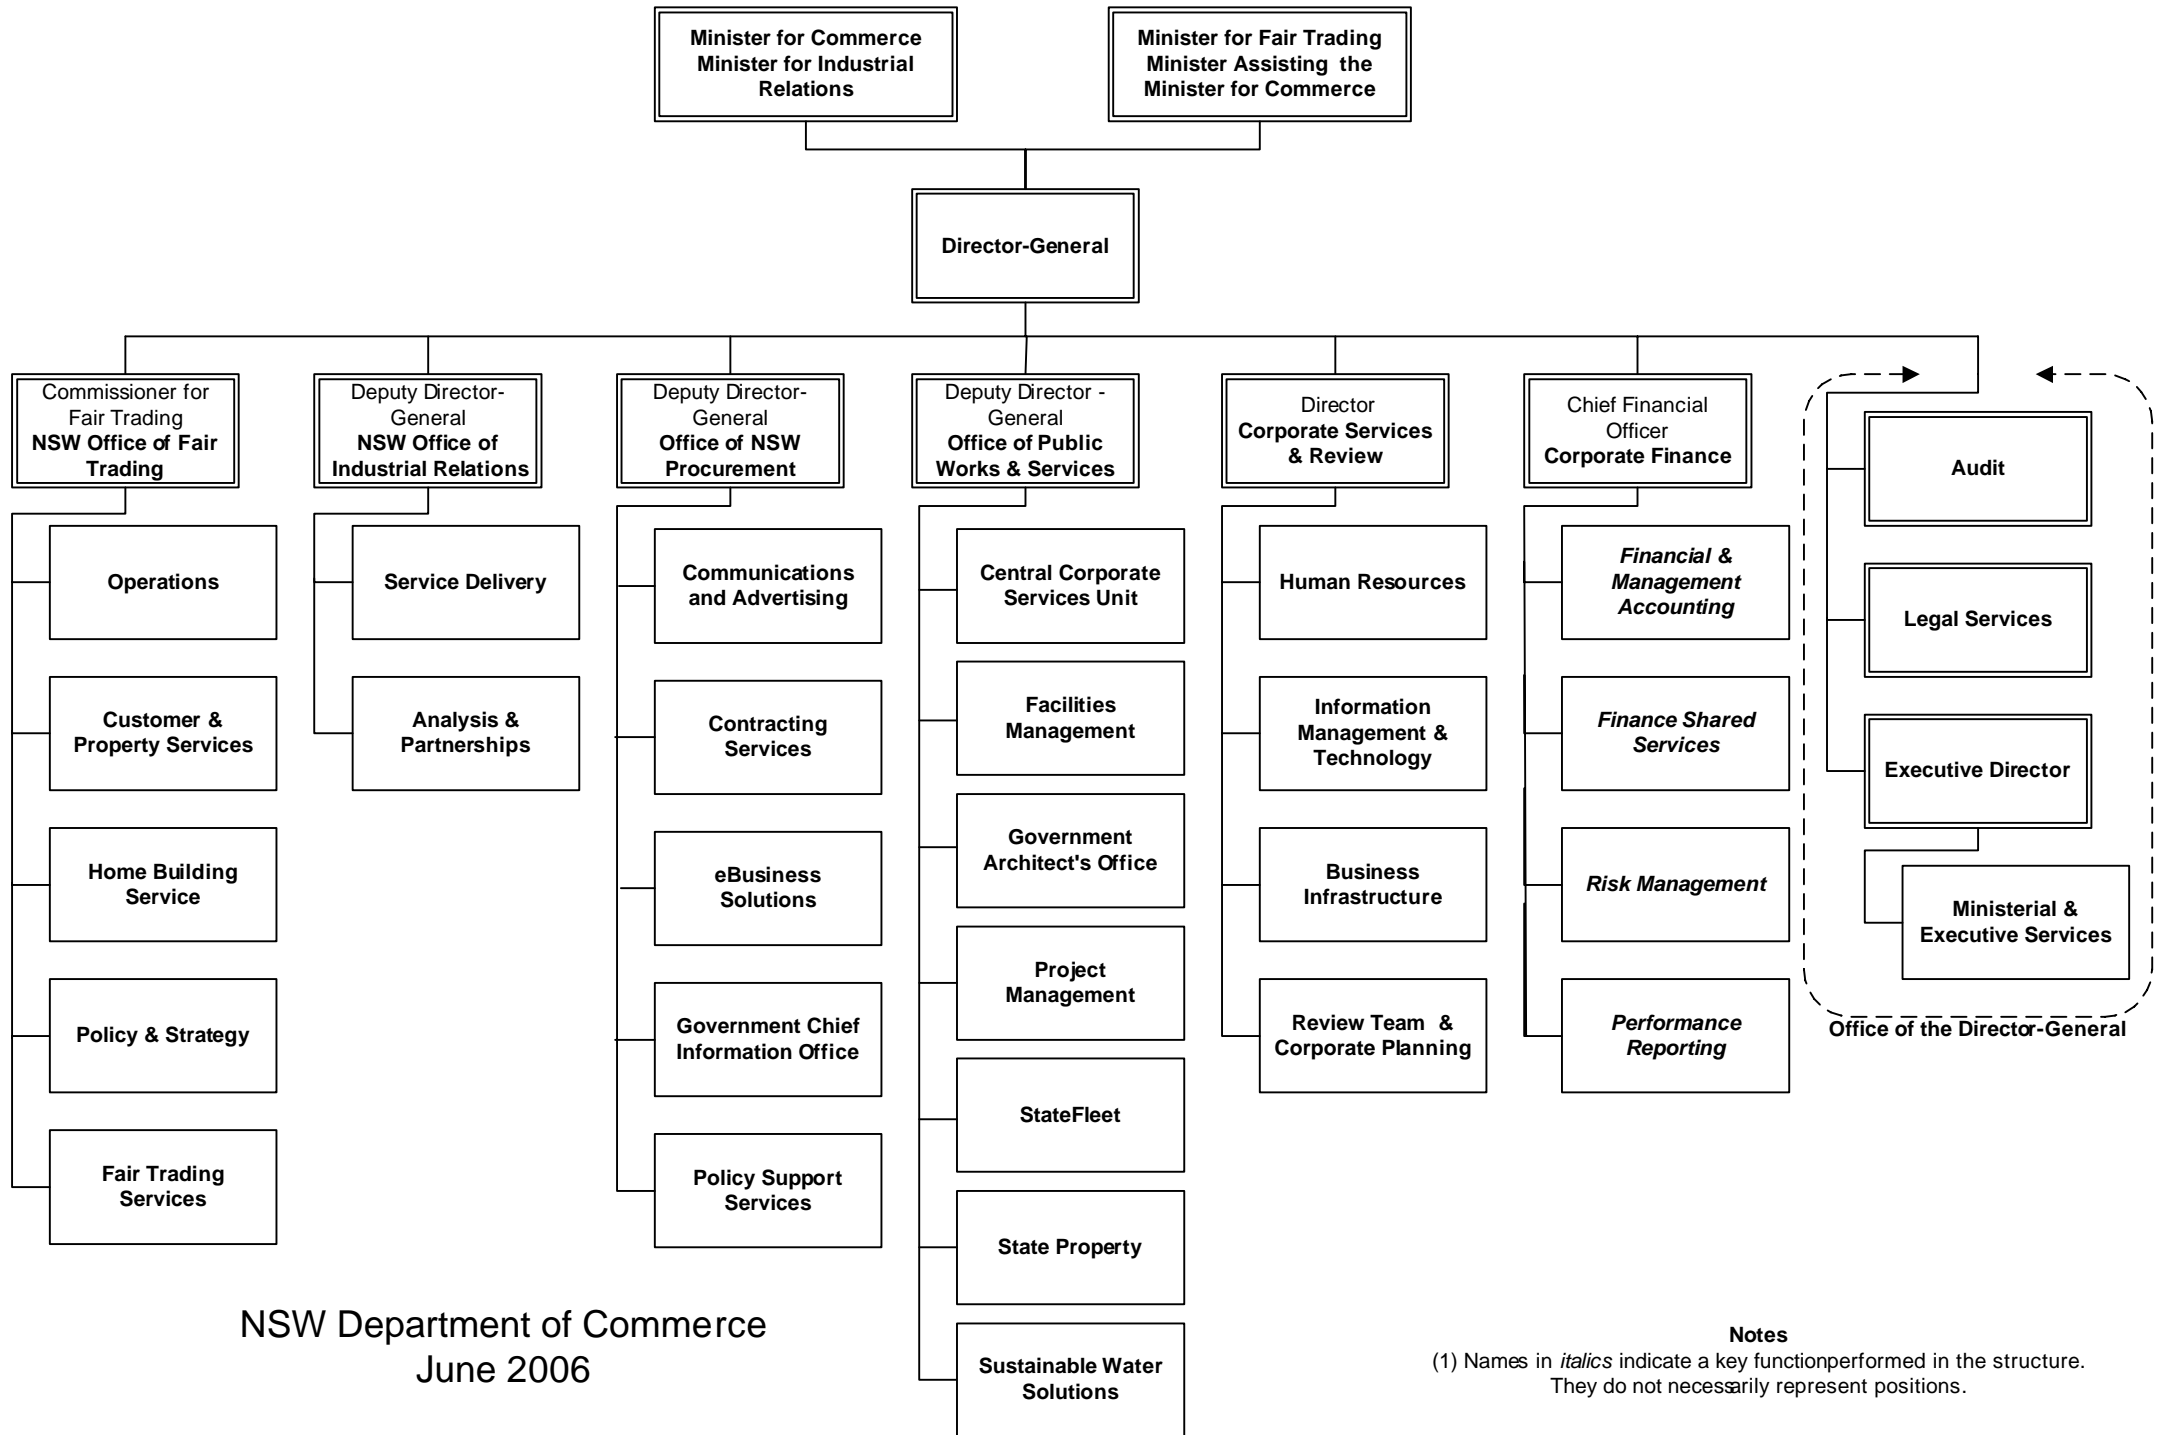 Minister for Commerce
Minister for Industrial
Relations
Minister for Fair Trading
Minister Assisting the
Minister for Commerce
Director-General
Commissioner for
Fair Trading
NSW Office of Fair
Trading
Deputy Director-
General
NSW Office of
Industrial Relations
Deputy Director-
General
Office of NSW
Procurement
Deputy Director -
General
Office of Public
Works & Services
Director
Corporate Services
& Review
Chief Financial
Officer
Corporate Finance
Operations
Customer &
Property Services
Home Building
Service
Policy & Strategy
Fair Trading
Services
Service Delivery
Analysis &
Partnerships
Communications
and Advertising
Contracting
Services
eBusiness
Solutions
Government Chief
Information Office
Policy Support
Services
Central Corporate
Services Unit
Facilities
Management
Government
Architect's Office
Project
Management
StateFleet
State Property
Sustainable Water
Solutions
Human Resources
Information
Management &
Technology
Business
Infrastructure
Review Team &
Corporate Planning
Financial &
Management
Accounting
Finance Shared
Services
Risk Management
Performance
Reporting
Audit
Legal Services
Executive Director
Ministerial &
Executive Services
Office of the Director-General
NSW Department of Commerce
June 2006
Notes
(1) Names in italics indicate a key functionperformed in the structure.
They do not necessarily represent positions.